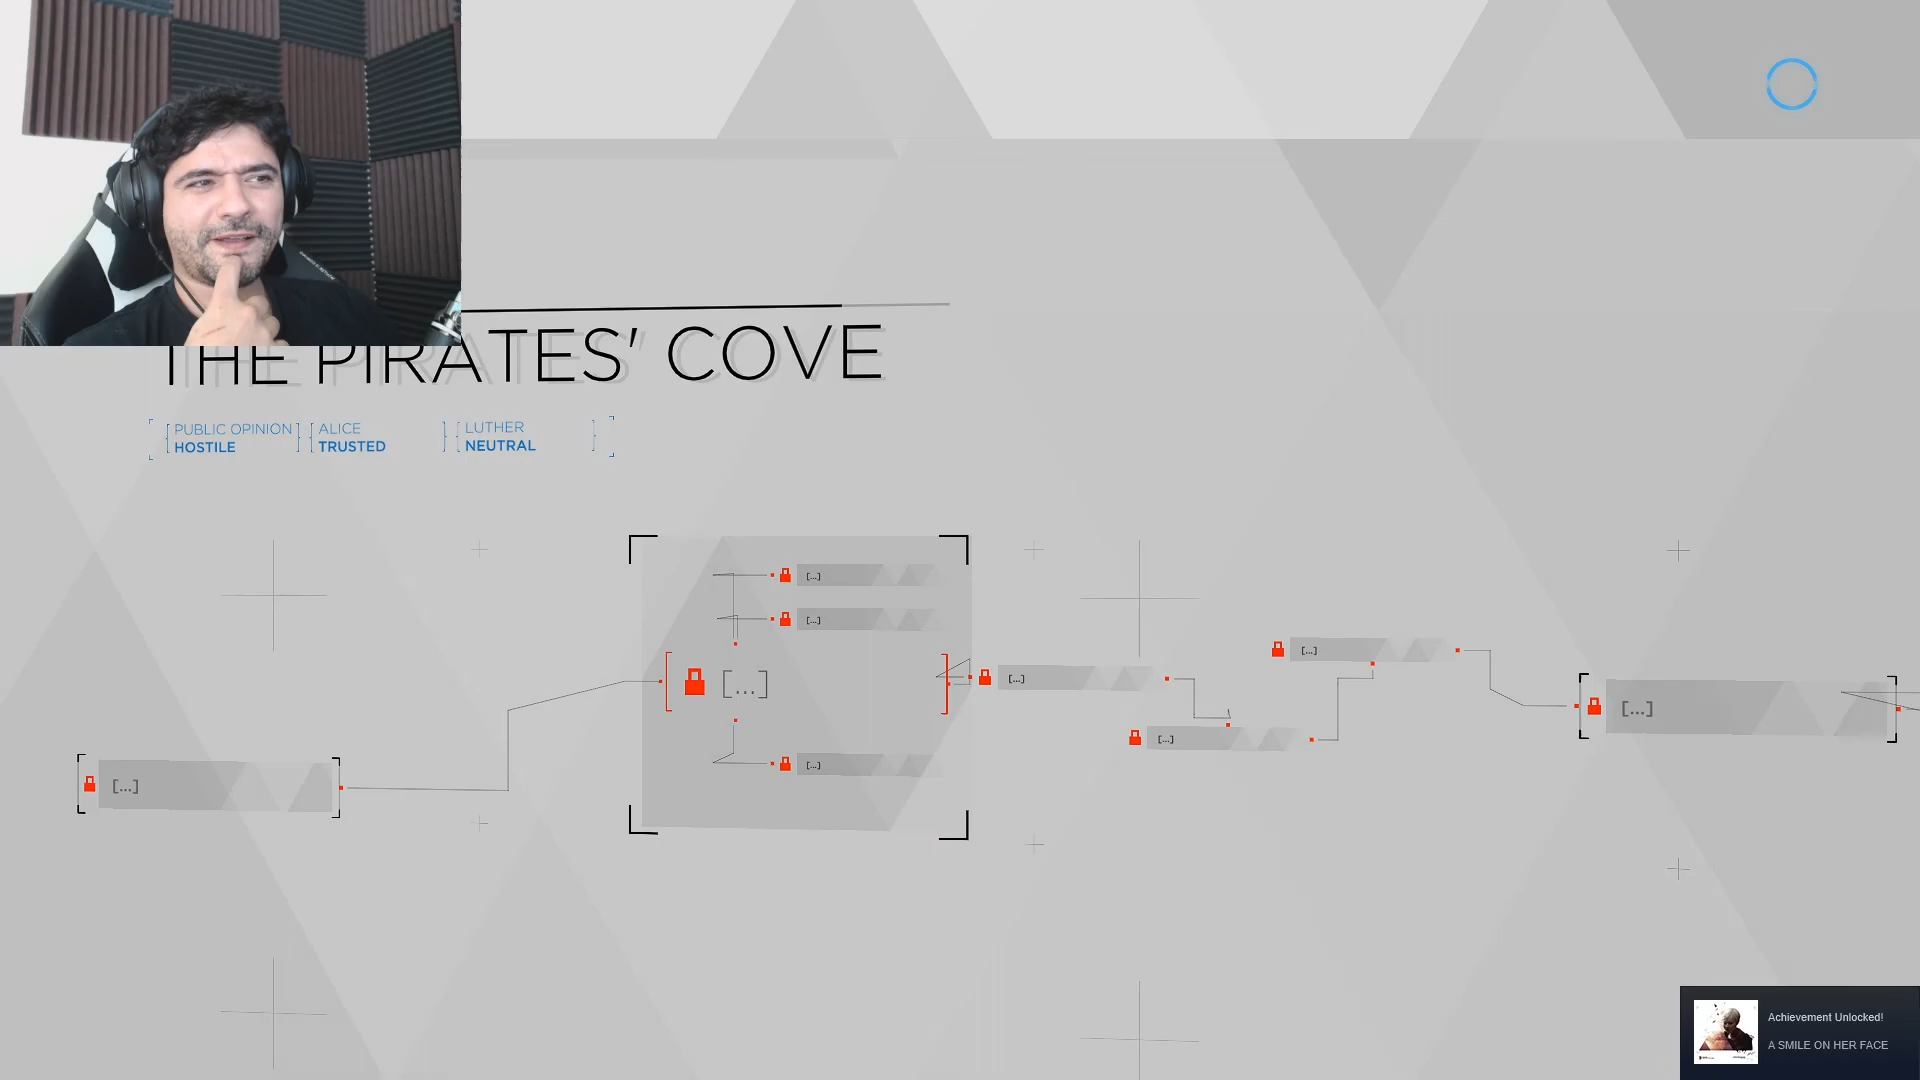 THE PIRATES' COVE
PUBLIC OPINION
HOSTILE
ALICE
TRUSTED
LUTHER
NEUTRAL
[...]
[...]
[...]
[...]
[...]
[...]
[...]
[...]
[...]
Achievement Unlocked!
A SMILE ON HER FACE